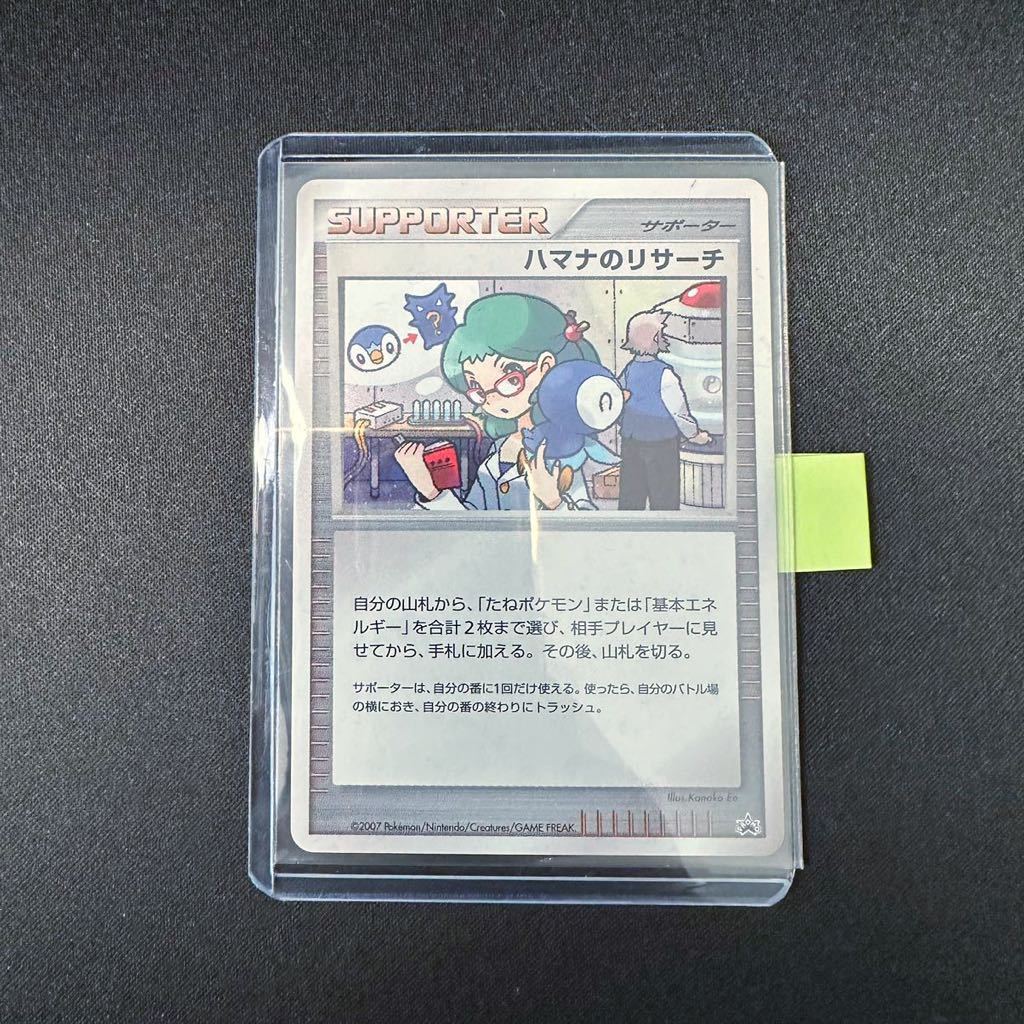 SUPPORTER
サポーター
ハマナのリサーチ
?
自分の山札から、「たねポケモン」または「基本エネ
ルギー」を合計2枚まで選び、相手プレイヤーに見
せてから、手札に加える。その後、山札を切る。
サポーターは、自分の番に1回だけ使える。使ったら、自分のバトル場
の横におき、自分の番の終わりにトラッシュ。
Illus.Kanako Eo
©2007 Pokémon/Nintendo/Creatures/GAME FREAK.